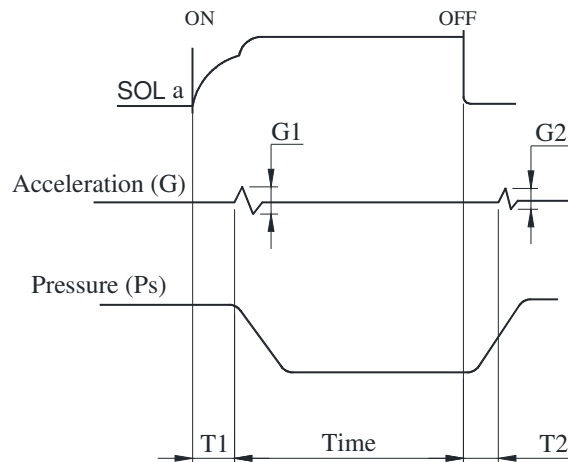 ON
OFF
SOL a
G1
G2
Acceleration (G)
Pressure (Ps)
T1
Time
T2